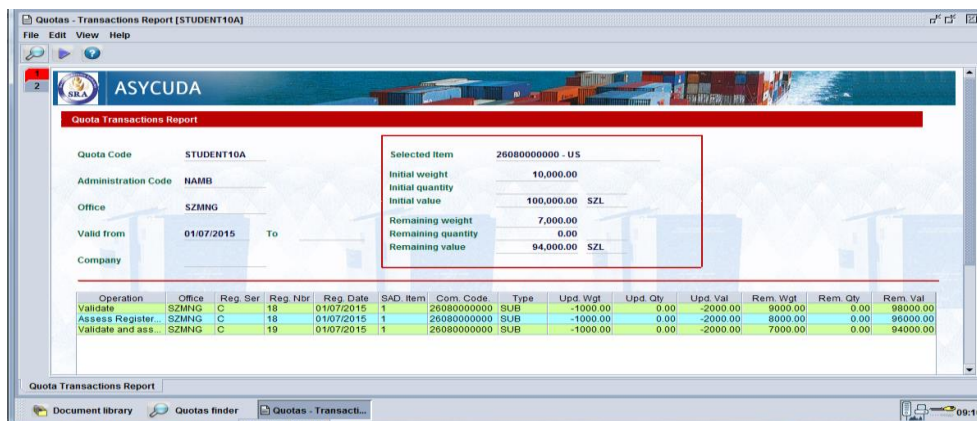 Quotas - Transactions Report [STUDENT10A]
File Edit View Help
1
2
SRA
ASYCUDA
Quota Transactions Report
Quota Code STUDENT10A
Administration Code NAMB
Office SZMNG
Valid from 01/07/2015 To
Company
Selected Item 26080000000 - US
Initial weight 10,000.00
Initial quantity
Initial value 100,000.00 SZL
Remaining weight 7,000.00
Remaining quantity 0.00
Remaining value 94,000.00 SZL
Operation Office Reg. Ser Reg. Nbr Reg. Date SAD. Item Com. Code. Type Upd. Wgt Upd. Qty Upd. Val Rem. Wgt Rem. Qty Rem. Val
Validate SZMNG C 18 01/07/2015 1 26080000000 SUB -1000.00 0.00 -2000.00 9000.00 0.00 98000.00
Assess Register... SZMNG C 18 01/07/2015 1 26080000000 SUB -1000.00 0.00 -2000.00 8000.00 0.00 96000.00
Validate and ass... SZMNG C 19 01/07/2015 1 26080000000 SUB -1000.00 0.00 -2000.00 7000.00 0.00 94000.00
Quota Transactions Report
Document library Quotas finder Quotas - Transacti...